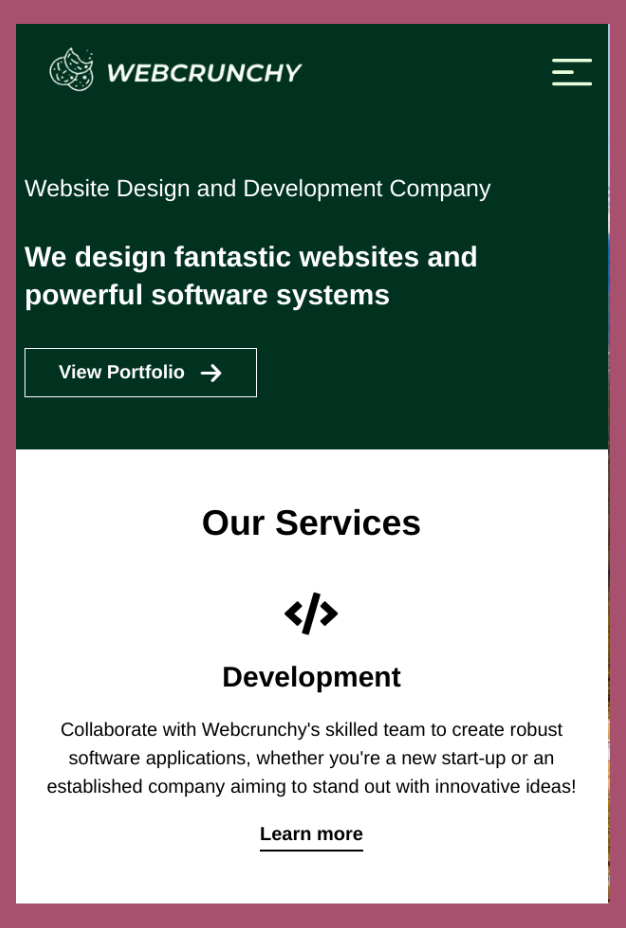 WEBCRUNCHY
Website Design and Development Company
We design fantastic websites and
powerful software systems
View Portfolio
Our Services
Development
Collaborate with Webcrunchy's skilled team to create robust
software applications, whether you're a new start-up or an
established company aiming to stand out with innovative ideas!
Learn more